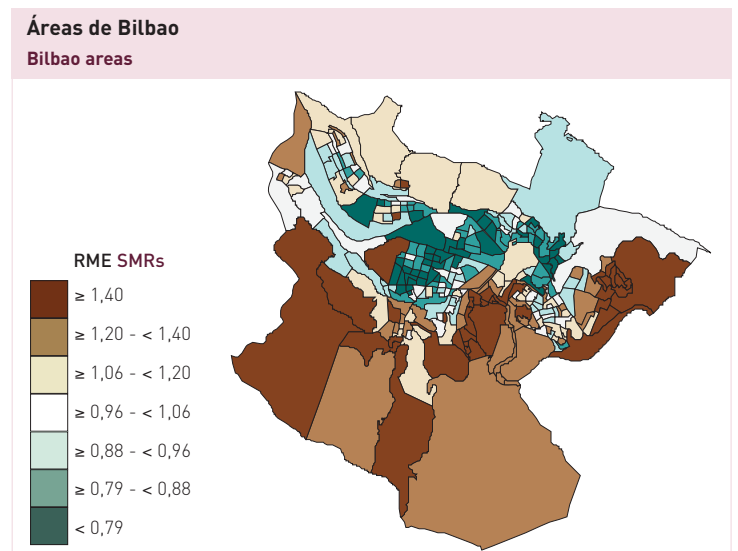 Áreas de Bilbao
Bilbao areas
RME SMRs
≥ 1,40
≥ 1,20 - < 1,40
≥ 1,06 - < 1,20
≥ 0,96 - < 1,06
≥ 0,88 - < 0,96
≥ 0,79 - < 0,88
< 0,79